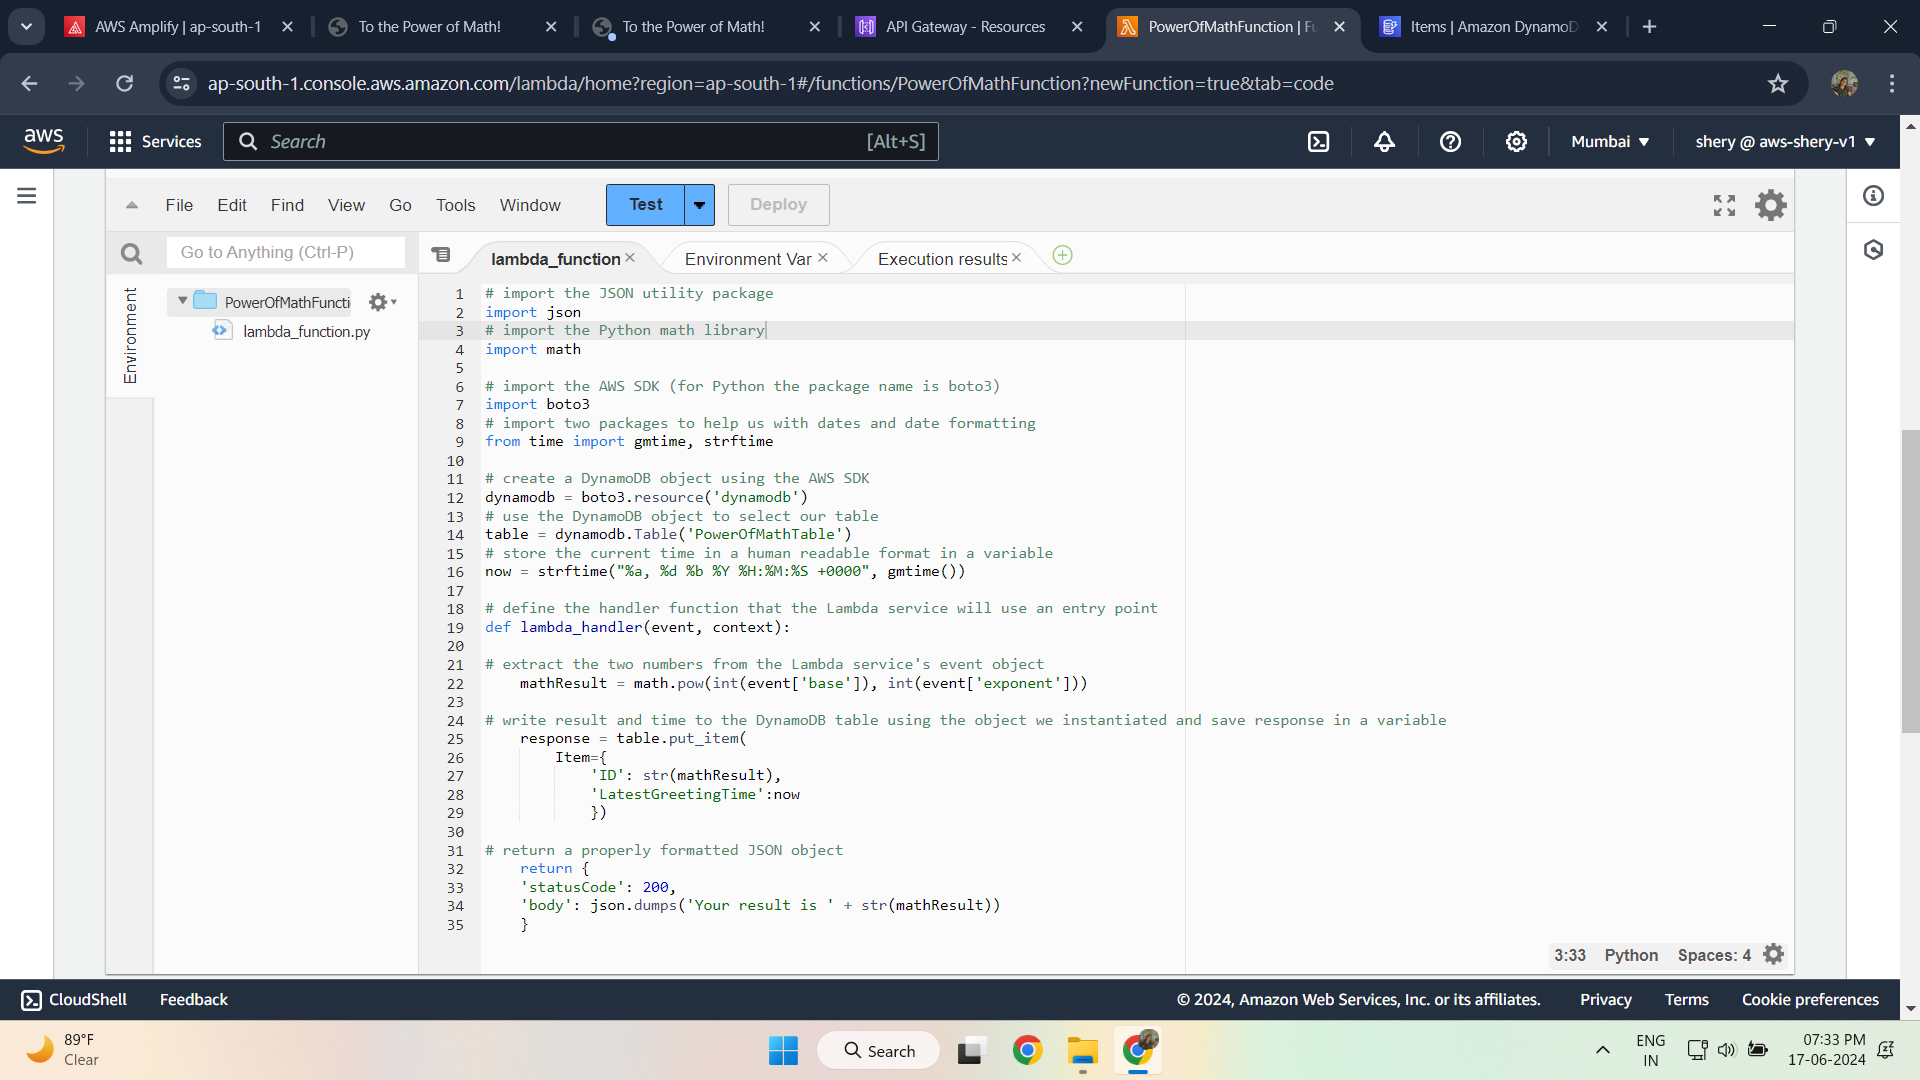 AWS Amplify | ap-south-1
To the Power of Math!
To the Power of Math!
API Gateway - Resources
PowerOfMathFunction | Fu
Items | Amazon DynamoD
ap-south-1.console.aws.amazon.com/lambda/home?region=ap-south-1#/functions/PowerOfMathFunction?newFunction=true&tab=code
aws
Services
Search
[Alt+S]
Mumbai
shery @ aws-shery-v1
File Edit Find View Go Tools Window
Test
Deploy
Go to Anything (Ctrl-P)
lambda_function
Environment Var
Execution results
Environment
PowerOfMathFuncti
lambda_function.py
1 # import the JSON utility package
2 import json
3 # import the Python math library
4 import math
5
6 # import the AWS SDK (for Python the package name is boto3)
7 import boto3
8 # import two packages to help us with dates and date formatting
9 from time import gmtime, strftime
10
11 # create a DynamoDB object using the AWS SDK
12 dynamodb = boto3.resource('dynamodb')
13 # use the DynamoDB object to select our table
14 table = dynamodb.Table('PowerOfMathTable')
15 # store the current time in a human readable format in a variable
16 now = strftime("%a, %d %b %Y %H:%M:%S +0000", gmtime())
17
18 # define the handler function that the Lambda service will use an entry point
19 def lambda_handler(event, context):
20
21 # extract the two numbers from the Lambda service's event object
22     mathResult = math.pow(int(event['base']), int(event['exponent']))
23
24 # write result and time to the DynamoDB table using the object we instantiated and save response in a variable
25     response = table.put_item(
26         Item={
27             'ID': str(mathResult),
28             'LatestGreetingTime':now
29             })
30
31 # return a properly formatted JSON object
32     return {
33     'statusCode': 200,
34     'body': json.dumps('Your result is ' + str(mathResult))
35     }
3:33 Python Spaces: 4
CloudShell Feedback
© 2024, Amazon Web Services, Inc. or its affiliates. Privacy Terms Cookie preferences
89°F
Clear
Search
ENG
IN
07:33 PM
17-06-2024